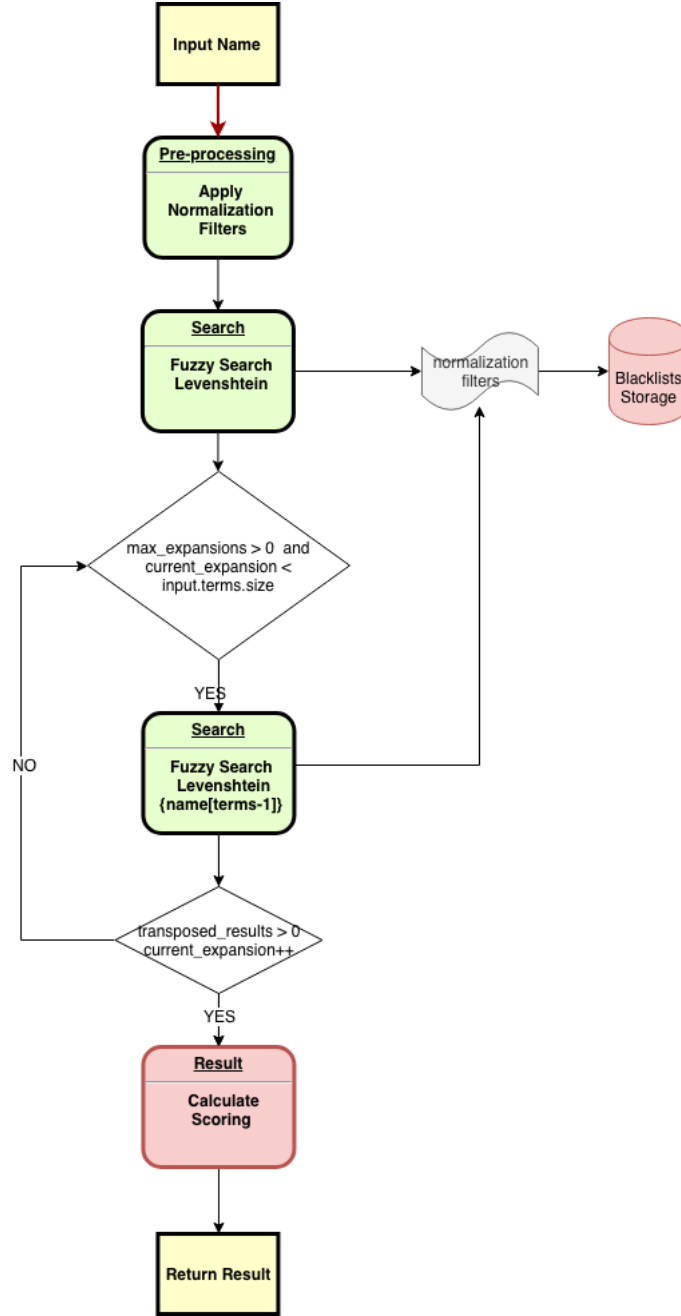 Input Name
Pre-processing
Apply
Normalization
Filters
Search
Fuzzy Search
Levenshtein
normalization
filters
Blacklists
Storage
max_expansions > 0 and
current_expansion <
input.terms.size
YES
Search
Fuzzy Search
Levenshtein
{name[terms-1]}
NO
transposed_results > 0
current_expansion++
YES
Result
Calculate
Scoring
Return Result